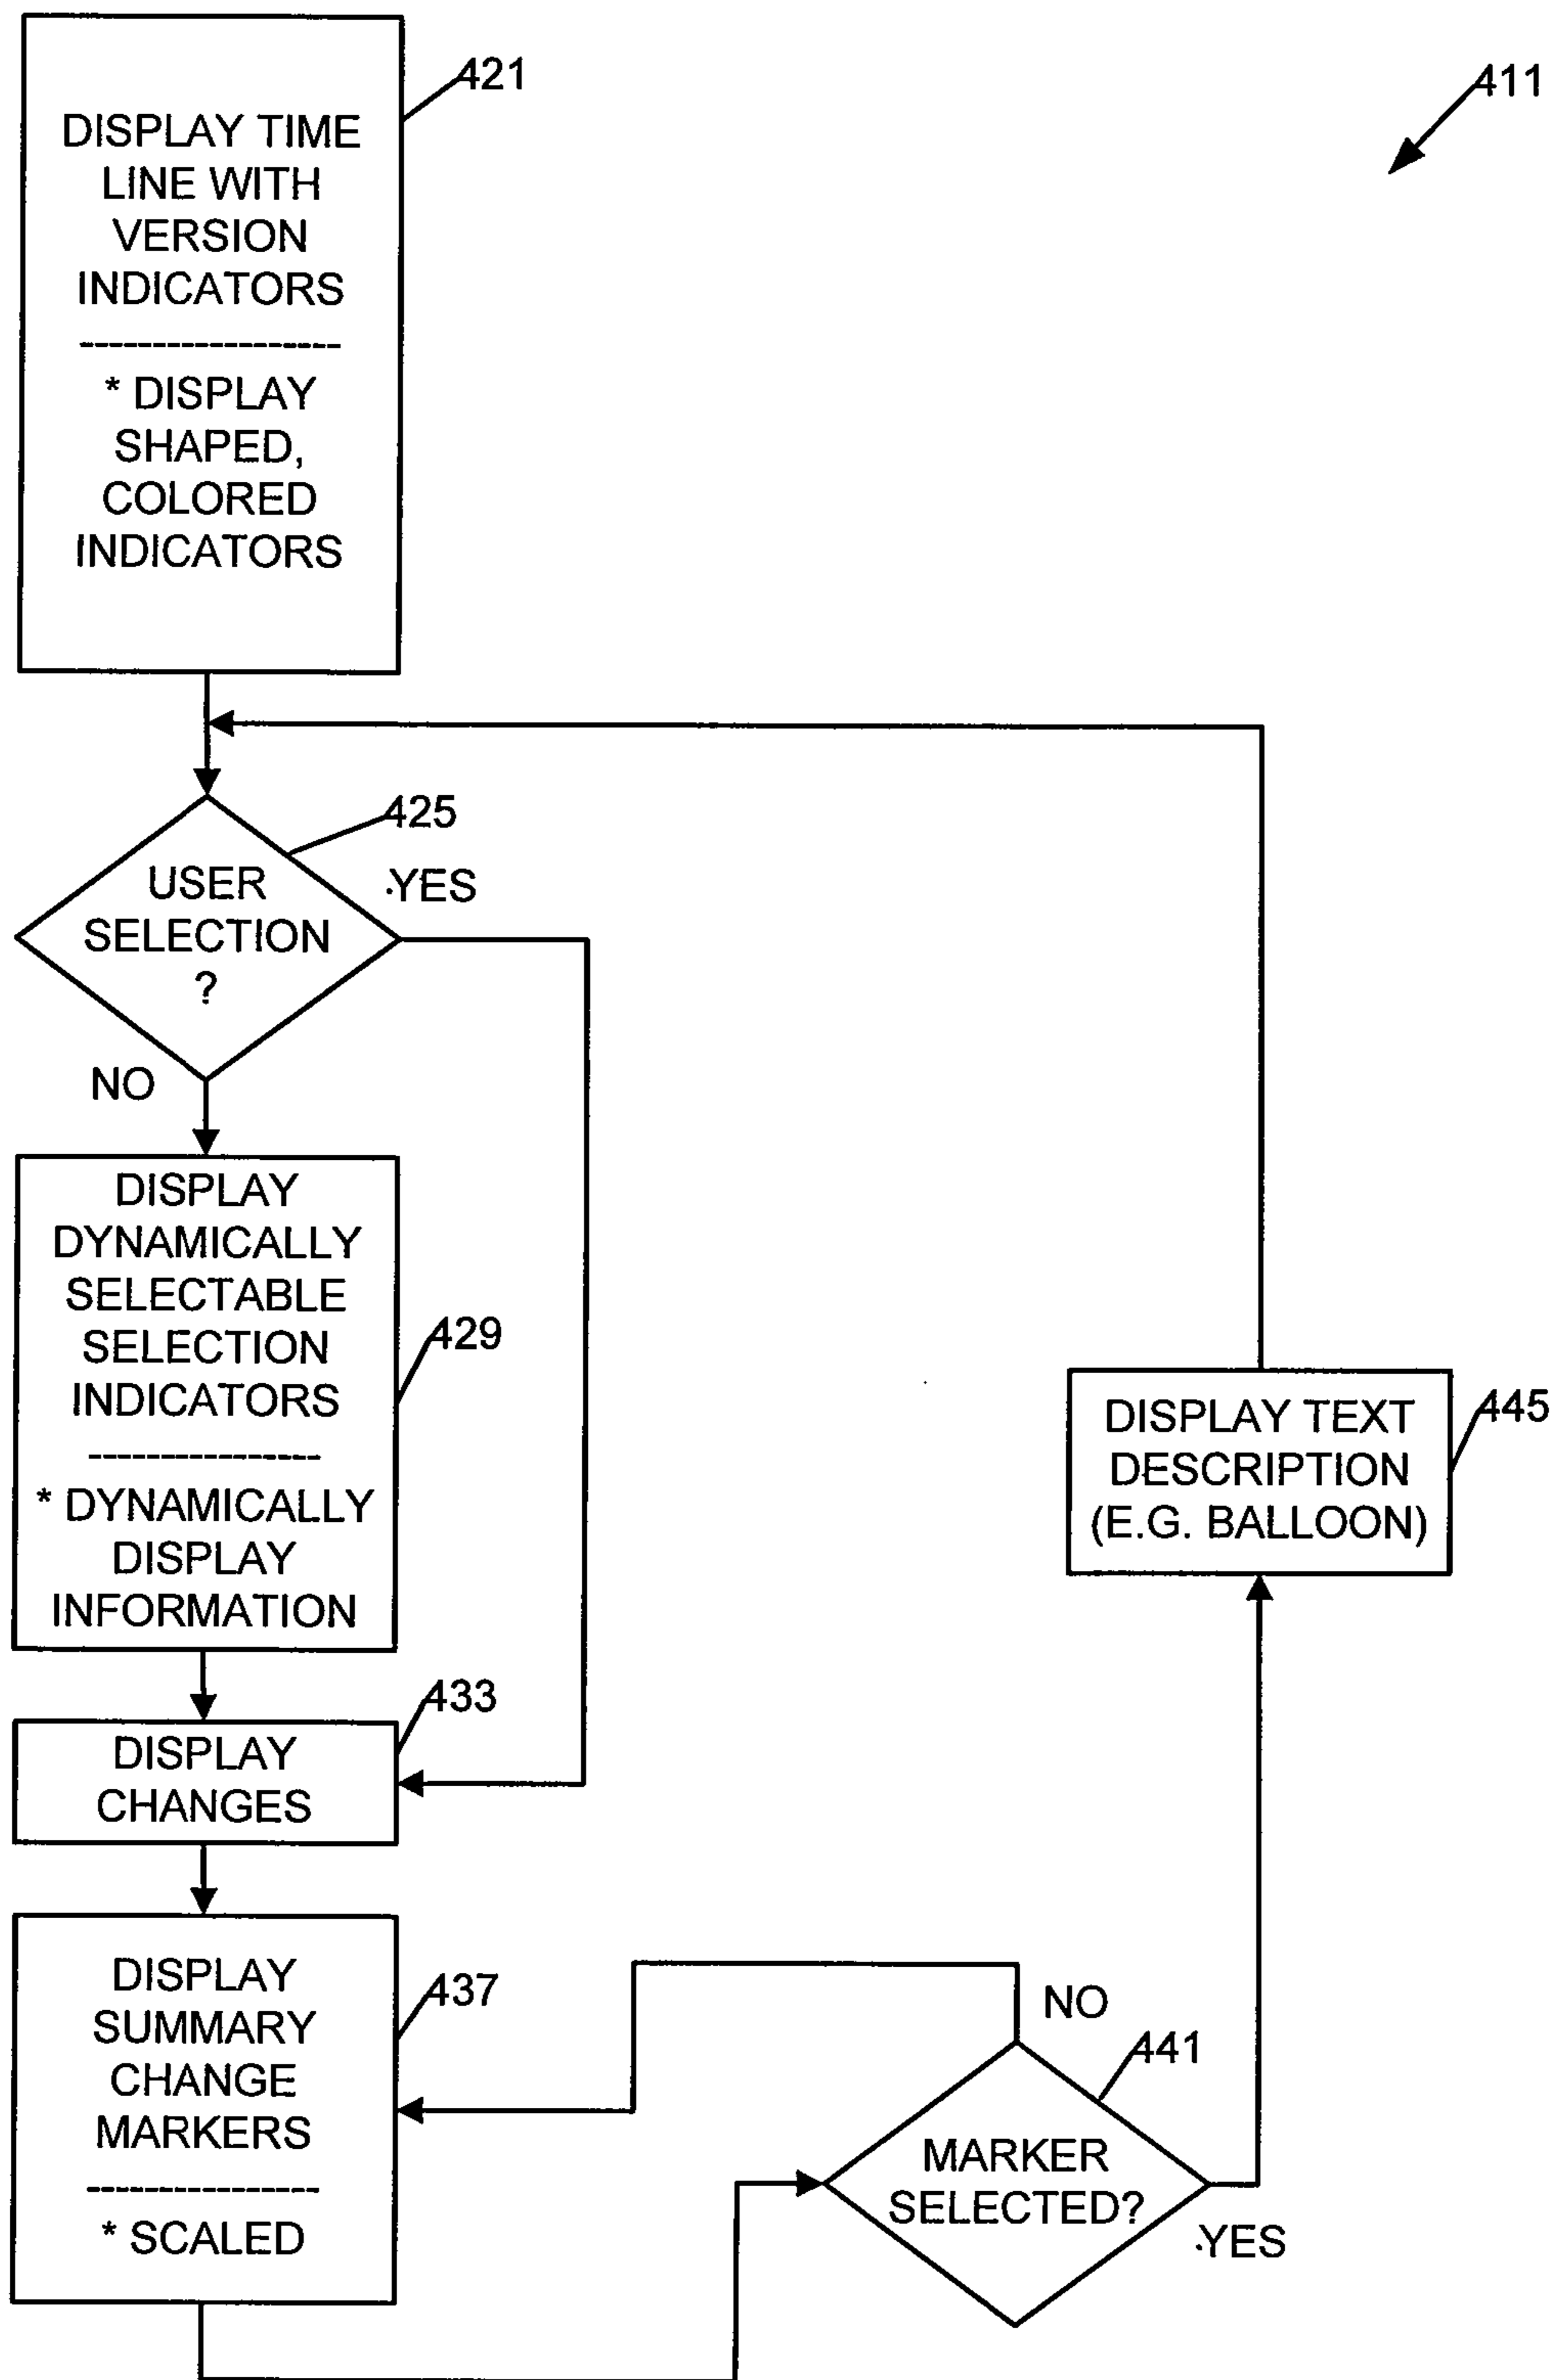 421
411
DISPLAY TIME
LINE WITH
VERSION
INDICATORS
--------------------
* DISPLAY
SHAPED,
COLORED
INDICATORS
425
YES
USER
SELECTION
?
NO
DISPLAY
DYNAMICALLY
SELECTABLE
SELECTION
INDICATORS
------------------
* DYNAMICALLY
DISPLAY
INFORMATION
429
DISPLAY TEXT
DESCRIPTION
(E.G. BALLOON)
445
433
DISPLAY
CHANGES
DISPLAY
SUMMARY
CHANGE
MARKERS
------------------
* SCALED
437
NO
441
MARKER
SELECTED?
YES